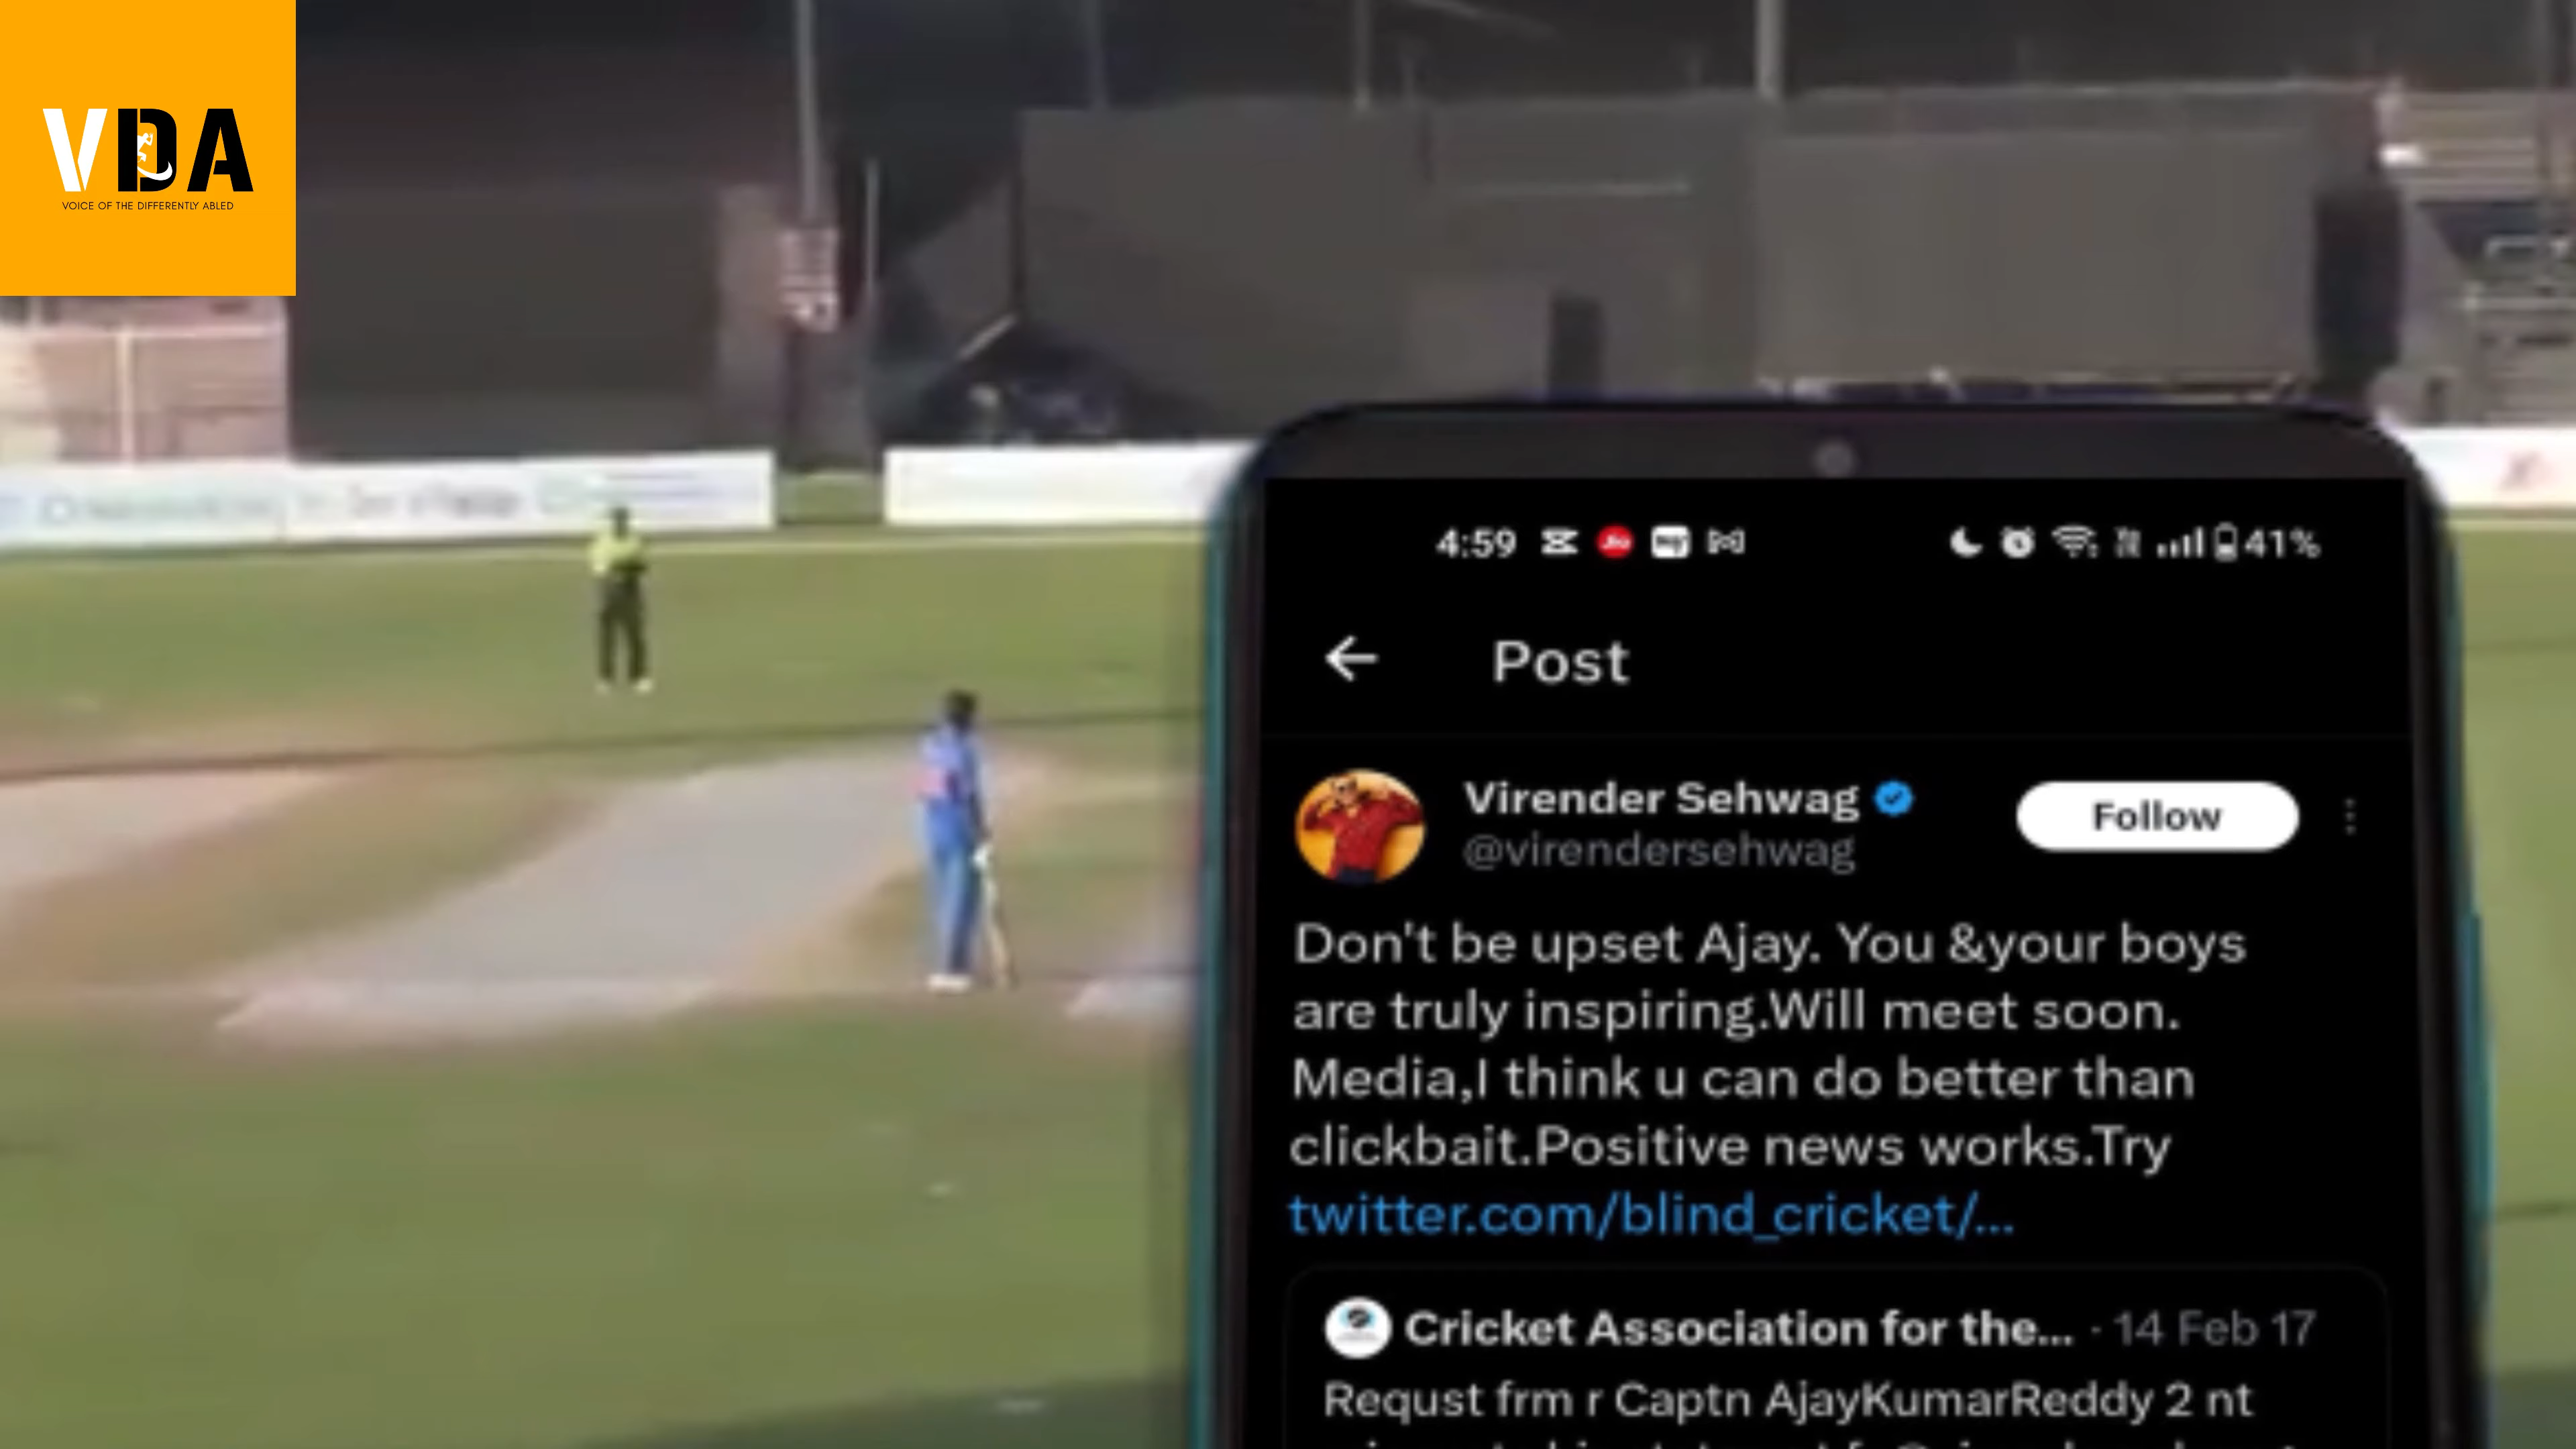 VDA
VOICE OF THE DIFFERENTLY ABLED
4:59
Jio
41%
Post
Virender Sehwag
@virendersehwag
Follow
Don't be upset Ajay. You &your boys
are truly inspiring.Will meet soon.
Media,I think u can do better than
clickbait.Positive news works.Try
twitter.com/blind_cricket/...
Cricket Association for the... · 14 Feb 17
Requst frm r Captn AjayKumarReddy 2 nt